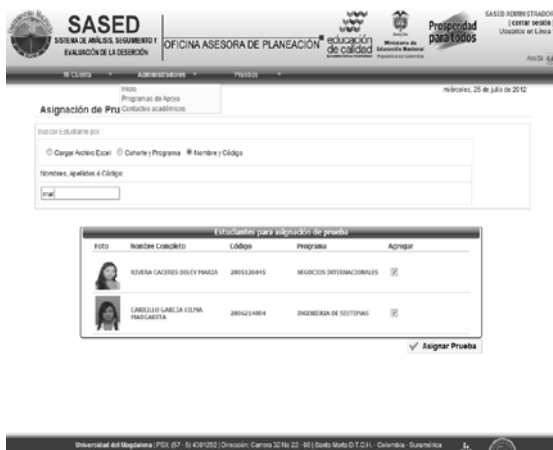 SASED
SISTEMA DE ANÁLISIS, SEGUIMIENTO Y
EVALUACIÓN DE LA DESERCIÓN
OFICINA ASESORA DE PLANEACIÓN
educación
de calidad
Ministerio de
Educación Nacional
República de Colombia
Prosperidad
para todos
SASED ADMINISTRADOR
| cerrar sesión |
Usuarios en Línea
Ayuda
Mi Cuenta
Administradores
Pruebas
Inicio
Programas de Apoyo
Contactos académicos
miércoles, 25 de julio de 2012
Asignación de Pru
Buscar Estudiante por:
Cargar Archivo Excel
Cohorte y Programa
Nombre y Código
Nombres, Apellidos ó Código:
mar
Estudiantes para asignación de prueba
Foto Nombre Completo Código Programa Agregar
RIVERA CACERES DELCY MARIA 2005126045 NEGOCIOS INTERNACIONALES
CARRILLO GARCIA VILMA
MARGARITA 2006214004 INGENIERIA DE SISTEMAS
Asignar Prueba
Universidad del Magdalena | PBX: (57 - 5) 4301292 | Dirección: Carrera 32 No 22 - 08 | Santa Marta D.T.C.H. - Colombia - Suramérica